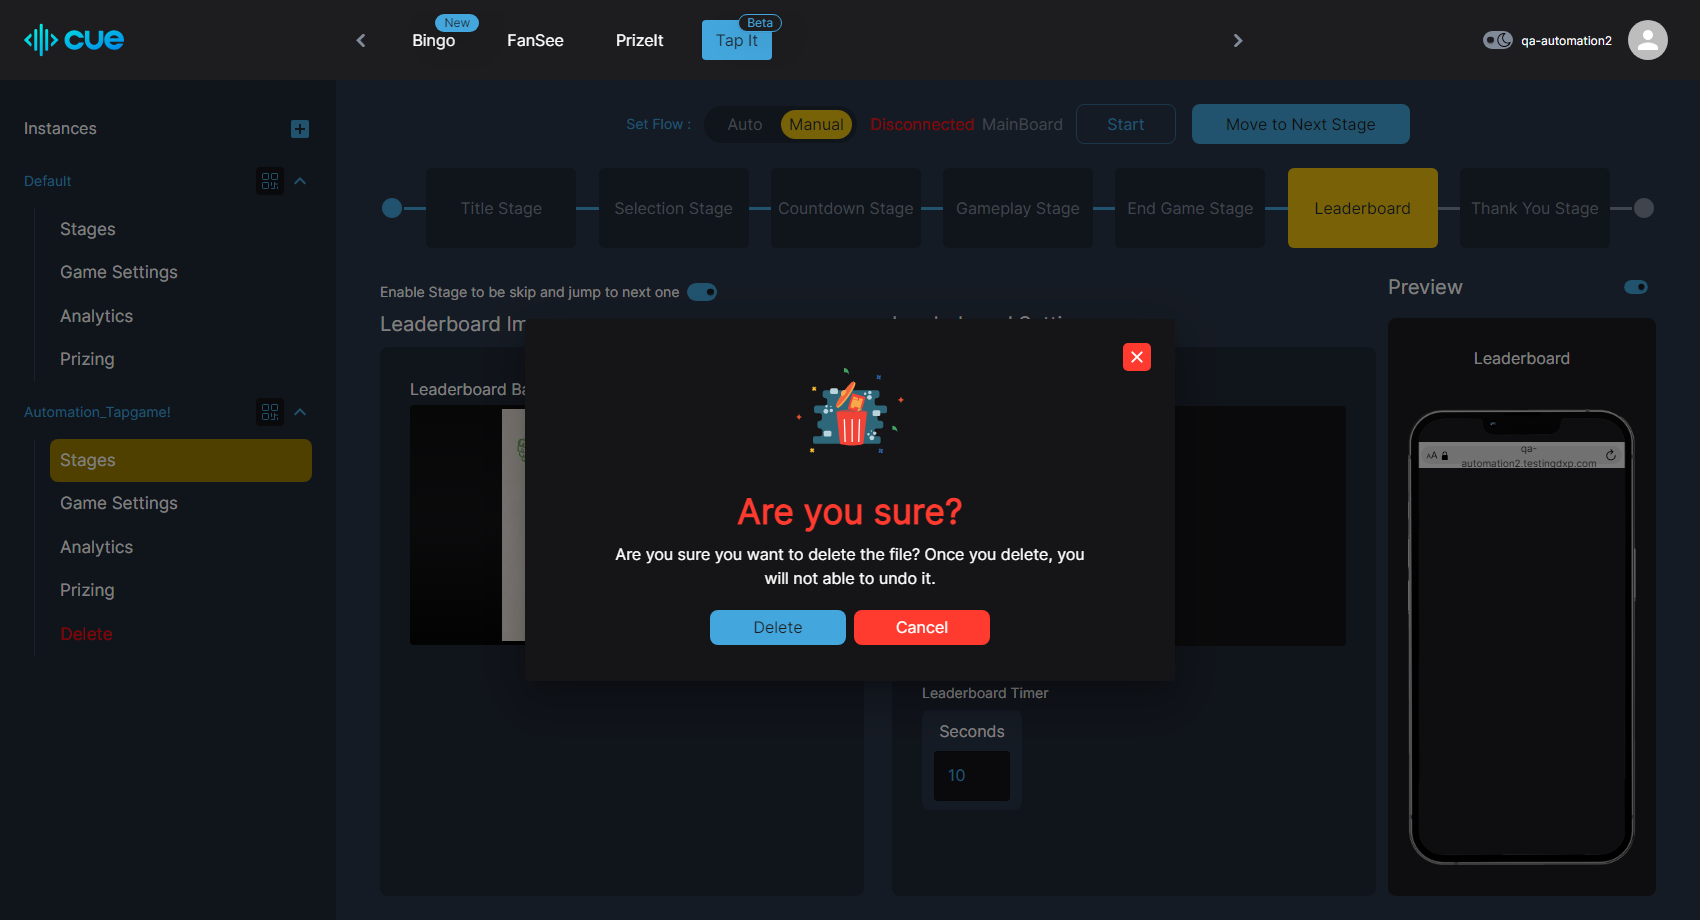 cue
New
Bingo
FanSee
PrizeIt
Beta
Tap It
qa-automation2
Instances
Default
Stages
Game Settings
Analytics
Prizing
Automation_Tapgame!
Stages
Game Settings
Analytics
Prizing
Delete
Set Flow :
Auto
Manual
Disconnected MainBoard
Start
Move to Next Stage
Title Stage
Selection Stage
Countdown Stage
Gameplay Stage
End Game Stage
Leaderboard
Thank You Stage
Enable Stage to be skip and jump to next one
Leaderboard Im
Leaderboard Ba
Are you sure?
Are you sure you want to delete the file? Once you delete, you
will not able to undo it.
Delete
Cancel
Leaderboard Timer
Seconds
10
Preview
Leaderboard
AA
qa-
automation2.testingdxp.com